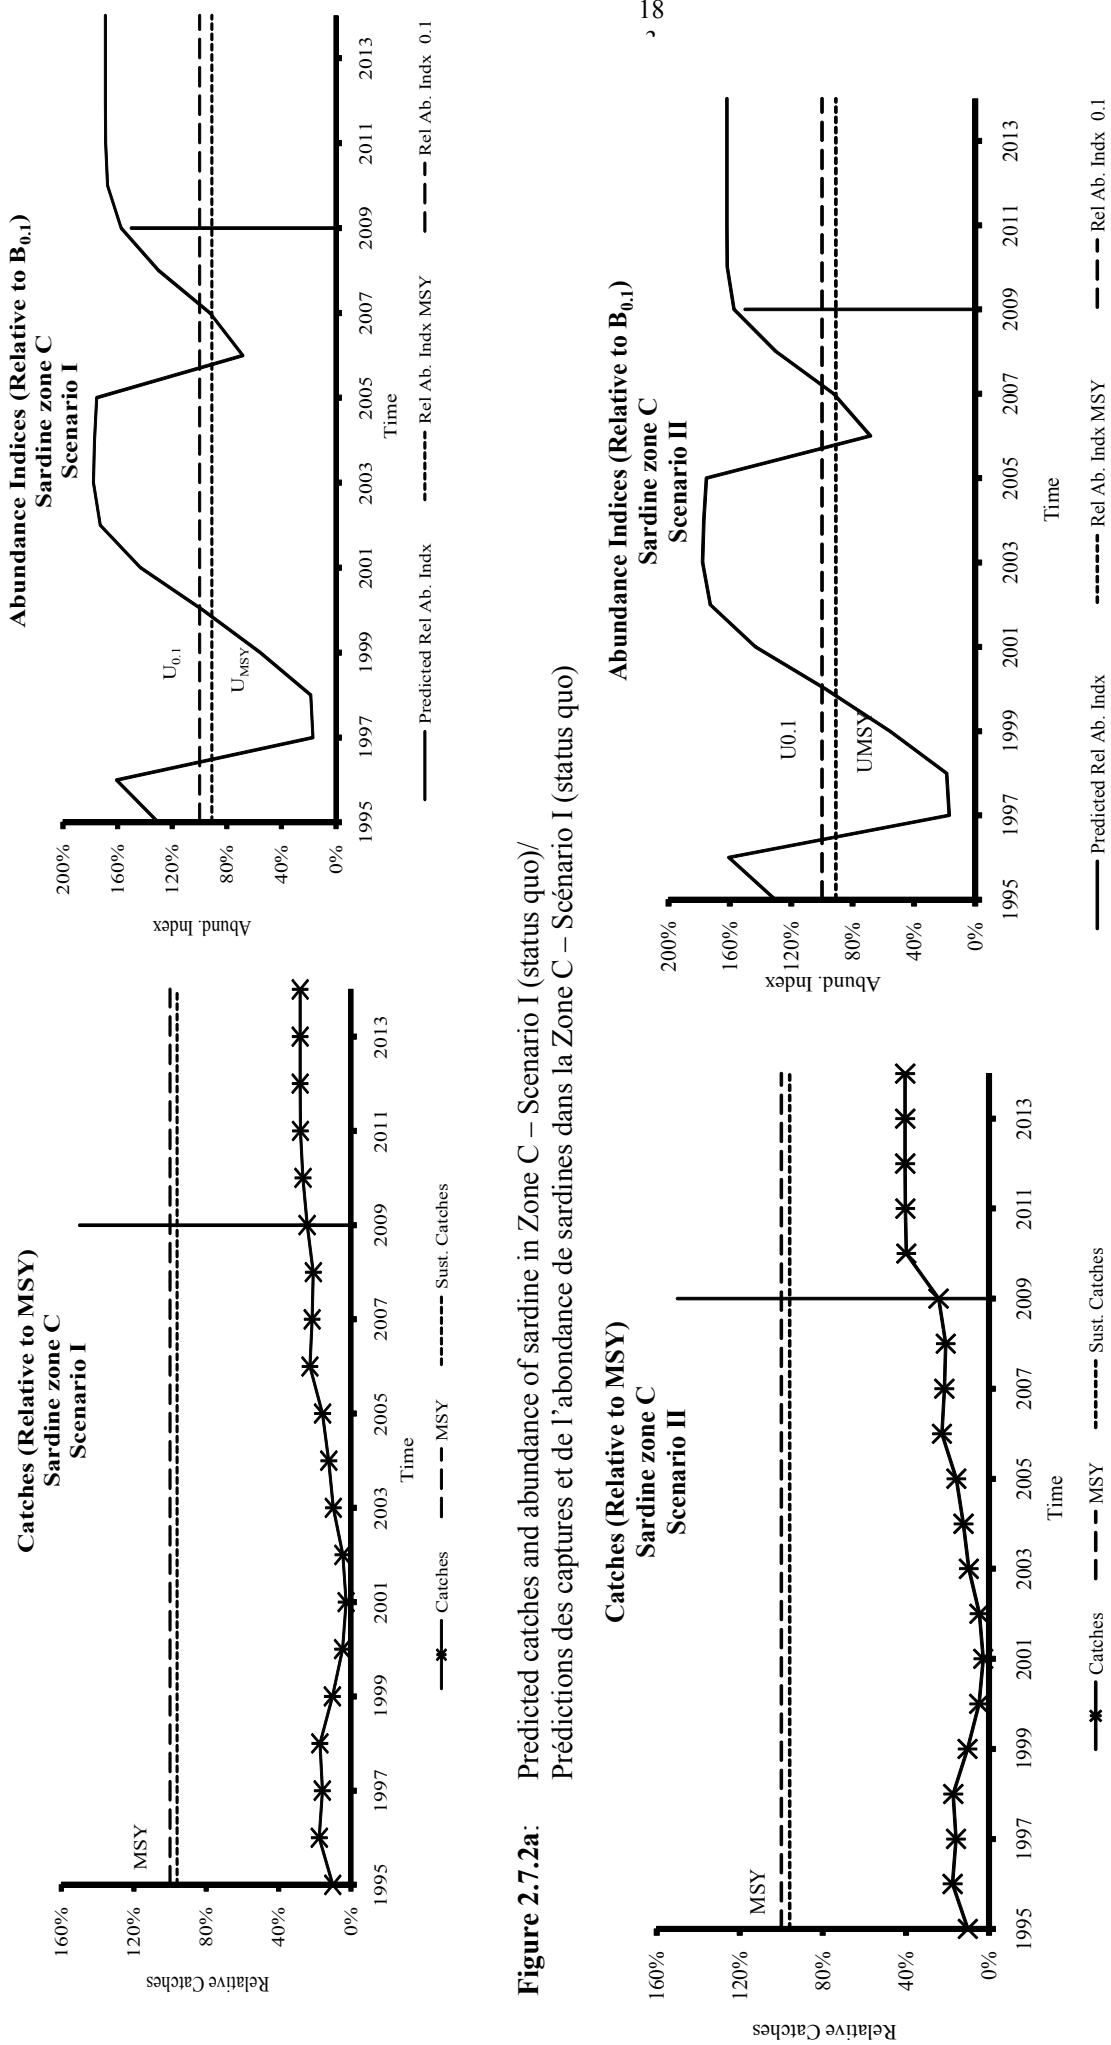 18
3
Catches (Relative to MSY)
Sardine zone C
Scenario I
160%
120%
80%
40%
0%
Relative Catches
MSY
1995 1997 1999 2001 2003 2005 2007 2009 2011 2013
Time
Catches MSY Sust. Catches
Abundance Indices (Relative to B0.1)
Sardine zone C
Scenario I
200%
160%
120%
80%
40%
0%
Abund. Index
U0.1
UMSY
1995 1997 1999 2001 2003 2005 2007 2009 2011 2013
Time
Predicted Rel Ab. Indx Rel Ab. Indx MSY Rel Ab. Indx 0.1
Figure 2.7.2a: Predicted catches and abundance of sardine in Zone C – Scenario I (status quo)/
Prédictions des captures et de l'abondance de sardines dans la Zone C – Scénario I (status quo)
Catches (Relative to MSY)
Sardine zone C
Scenario II
160%
120%
80%
40%
0%
Relative Catches
MSY
1995 1997 1999 2001 2003 2005 2007 2009 2011 2013
Time
Catches MSY Sust. Catches
Abundance Indices (Relative to B0.1)
Sardine zone C
Scenario II
200%
160%
120%
80%
40%
0%
Abund. Index
U0.1
UMSY
1995 1997 1999 2001 2003 2005 2007 2009 2011 2013
Time
Predicted Rel Ab. Indx Rel Ab. Indx MSY Rel Ab. Indx 0.1